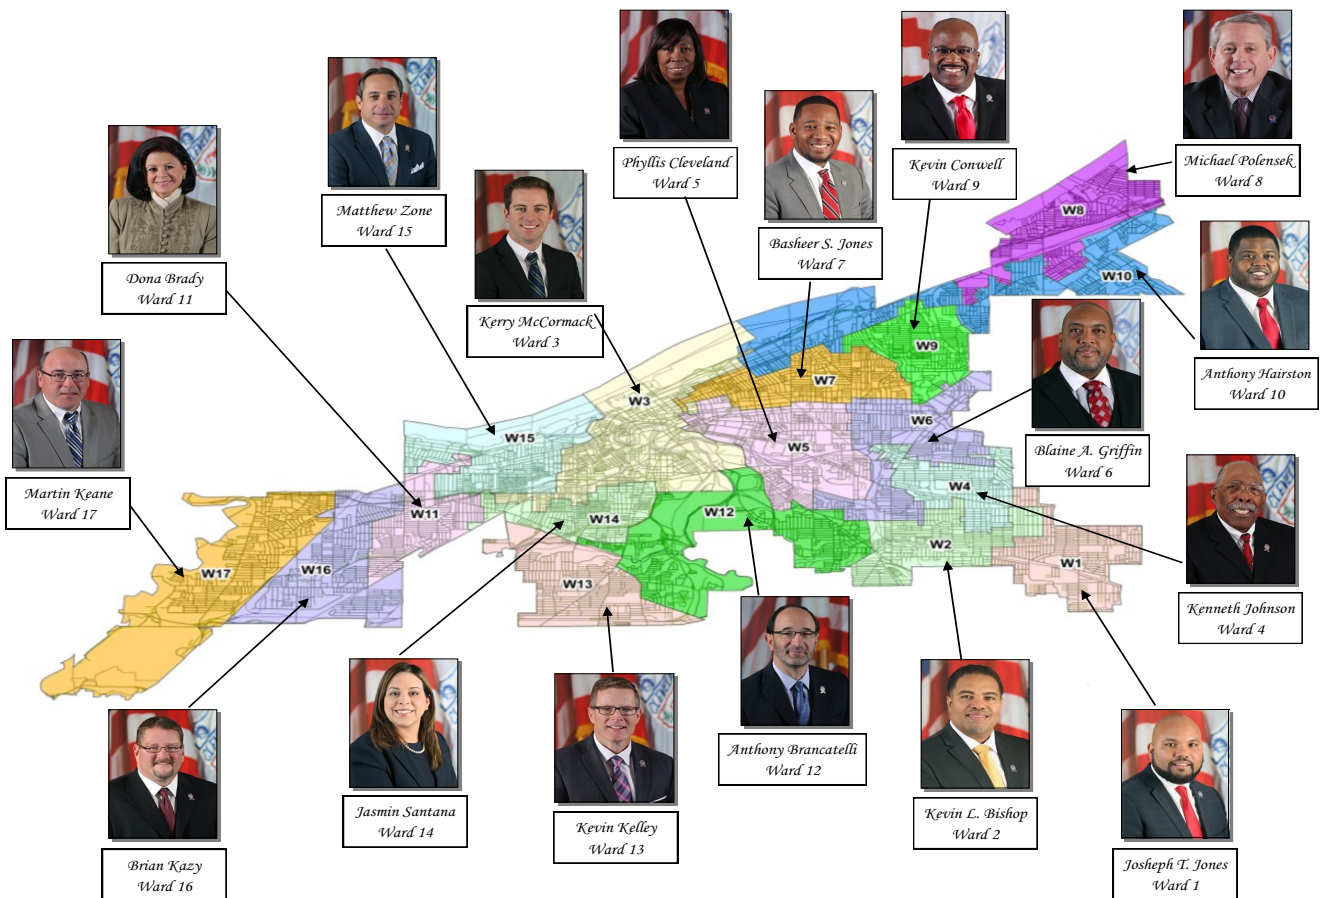 Phyllis Cleveland
Ward 5
Kevin Conwell
Ward 9
Michael Polensek
Ward 8
Matthew Zone
Ward 15
Basheer S. Jones
Ward 7
Dona Brady
Ward 11
Kerry McCormack
Ward 3
Anthony Hairston
Ward 10
Martin Keane
Ward 17
Blaine A. Griffin
Ward 6
Kenneth Johnson
Ward 4
W8
W10
W9
W7
W3
W6
W15
W5
W4
W11
W14
W12
W2
W1
W17
W16
W13
Anthony Brancatelli
Ward 12
Jasmin Santana
Ward 14
Kevin Kelley
Ward 13
Kevin L. Bishop
Ward 2
Brian Kazy
Ward 16
Josheph T. Jones
Ward 1